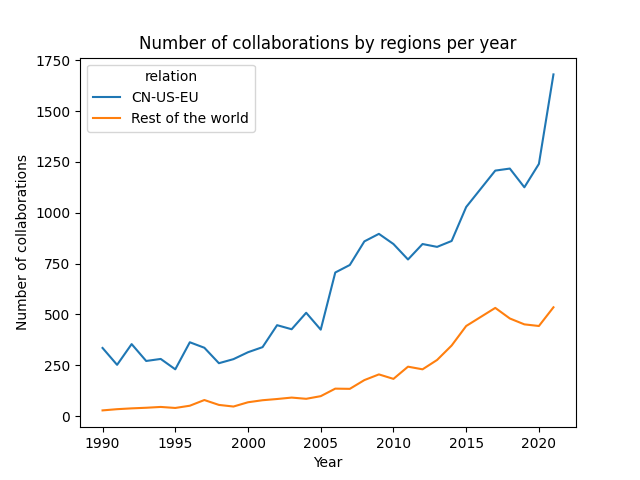 Number of collaborations by regions per year
relation
CN-US-EU
Rest of the world
1750
1500
1250
1000
750
500
250
0
Number of collaborations
1990 1995 2000 2005 2010 2015 2020
Year